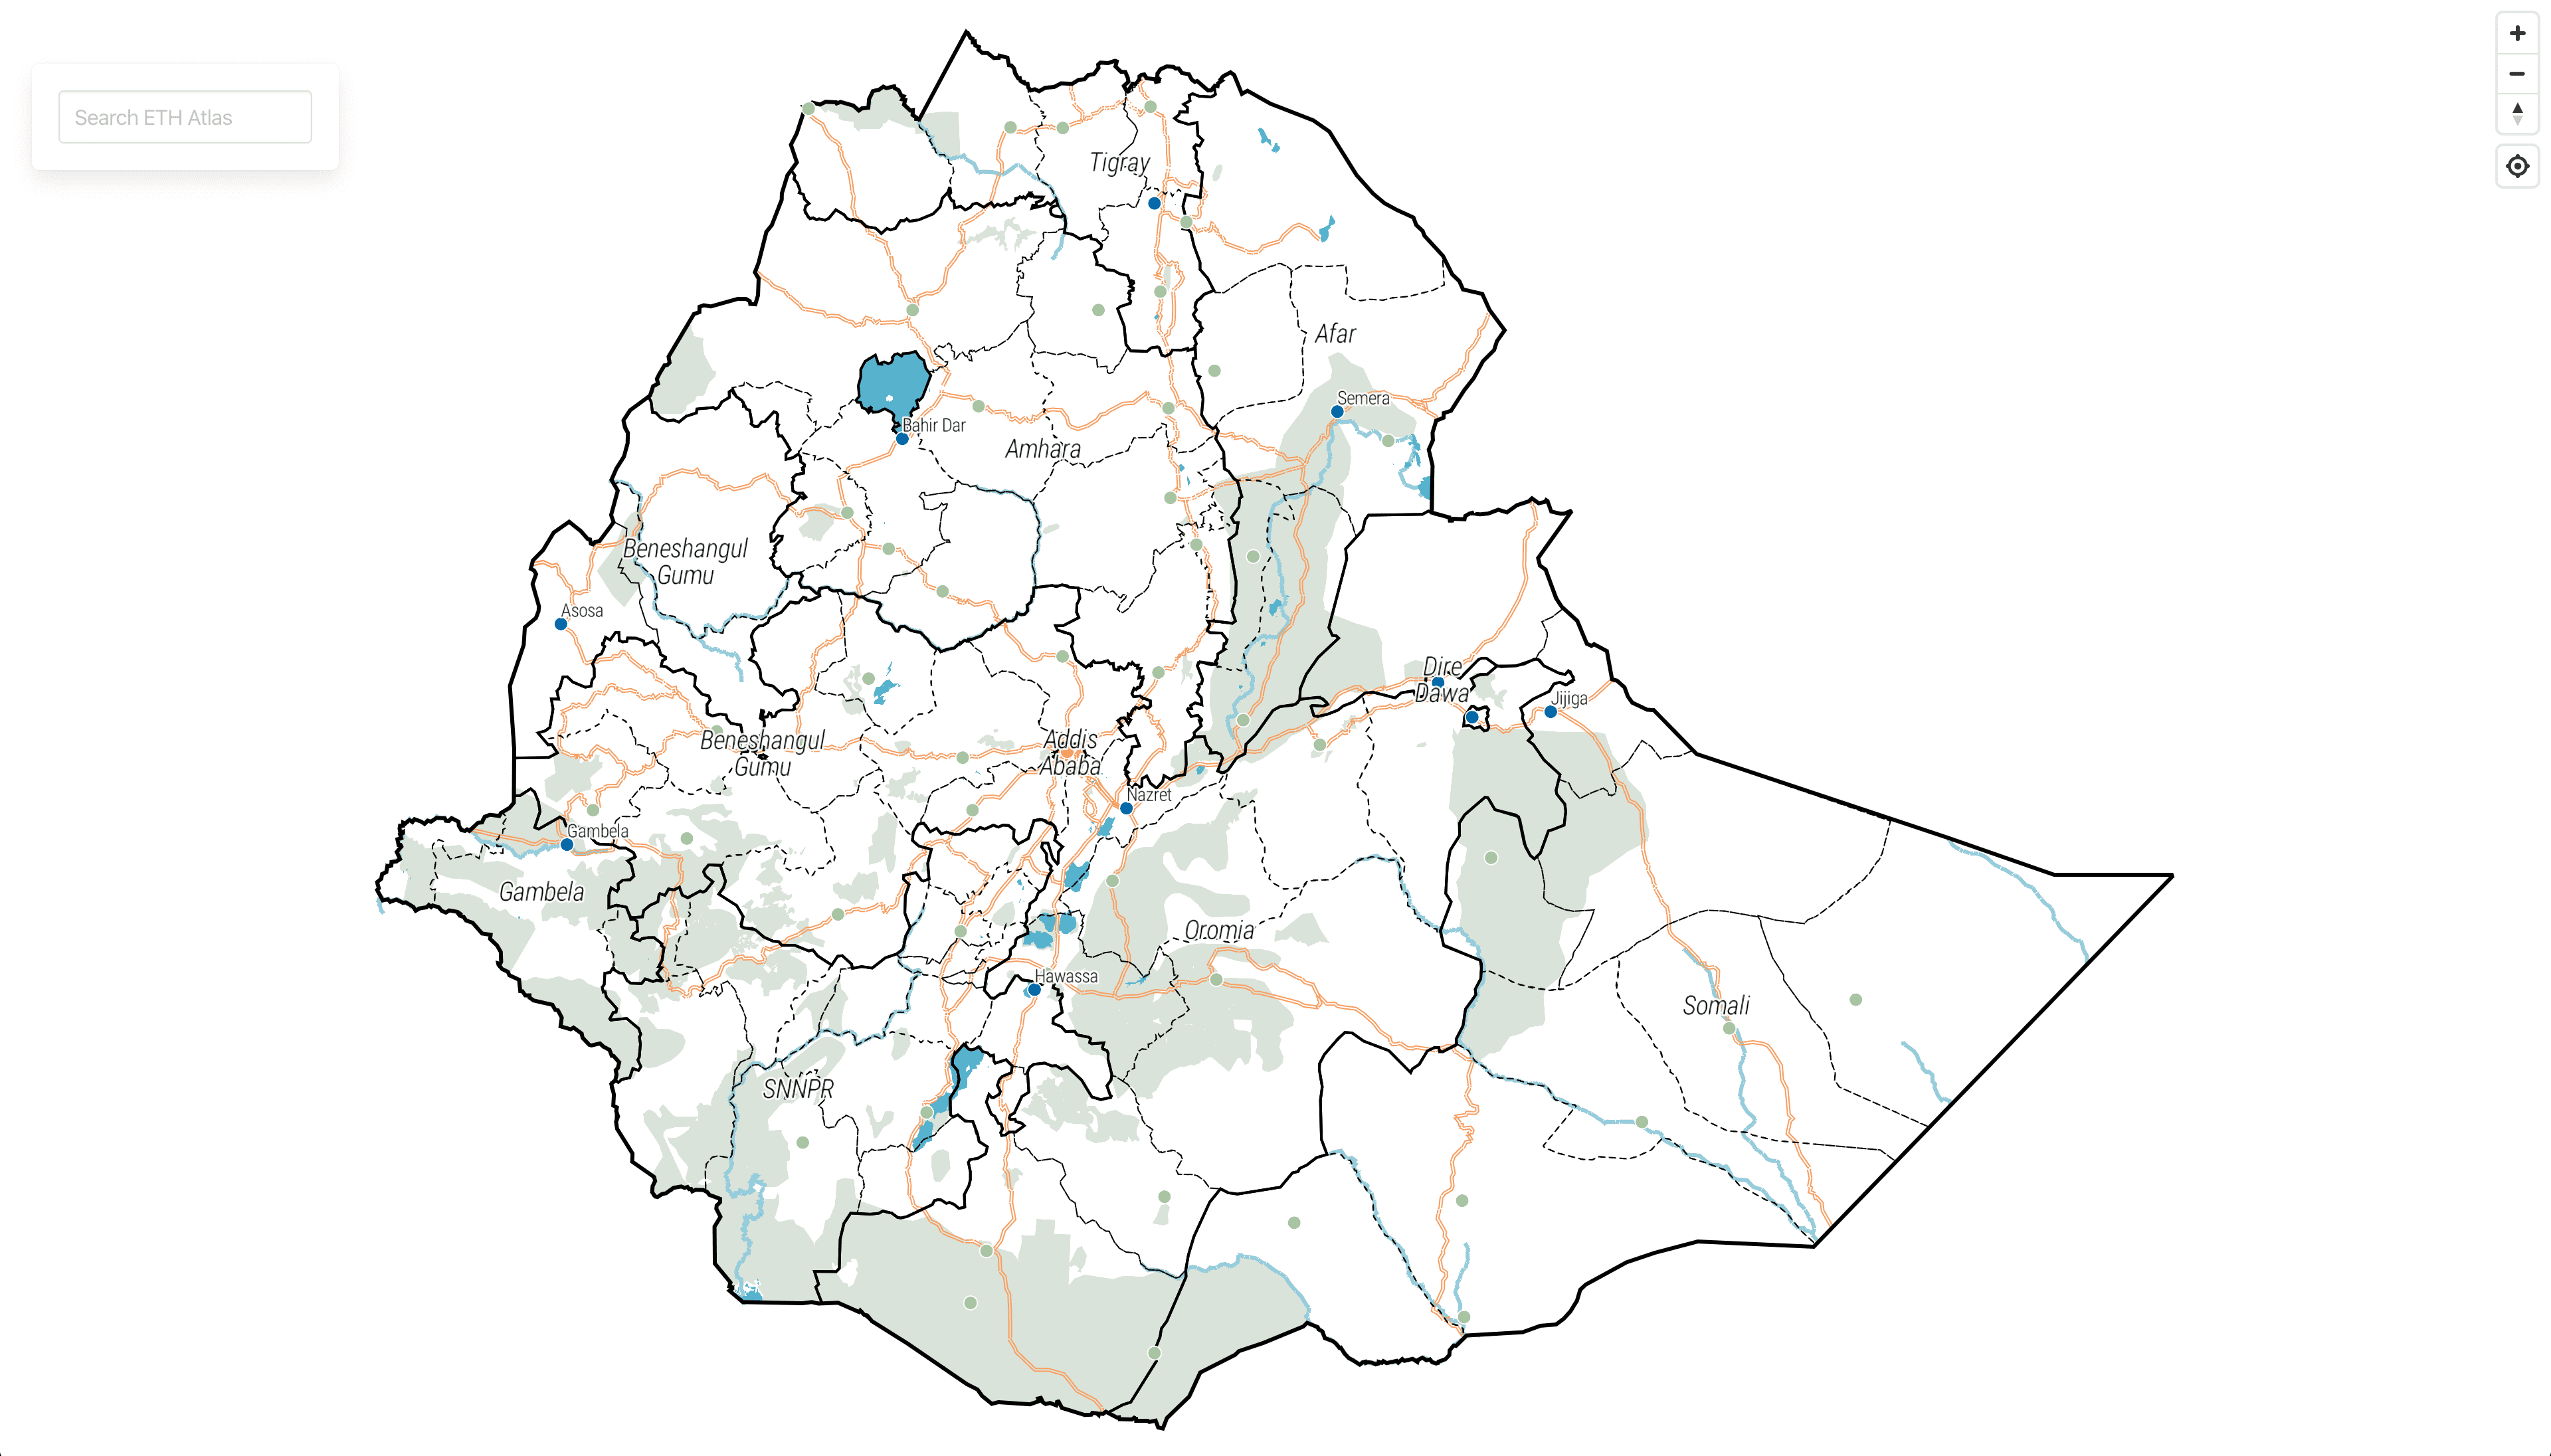 Search ETH Atlas
Tigray
Afar
Semera
Bahir Dar
Amhara
Beneshangul
Gumu
Asosa
Dire
Dawa
Jijiga
Beneshangul
Gumu
Addis
Ababa
Nazret
Gambela
Gambela
Oromia
Hawassa
Somali
SNNPR